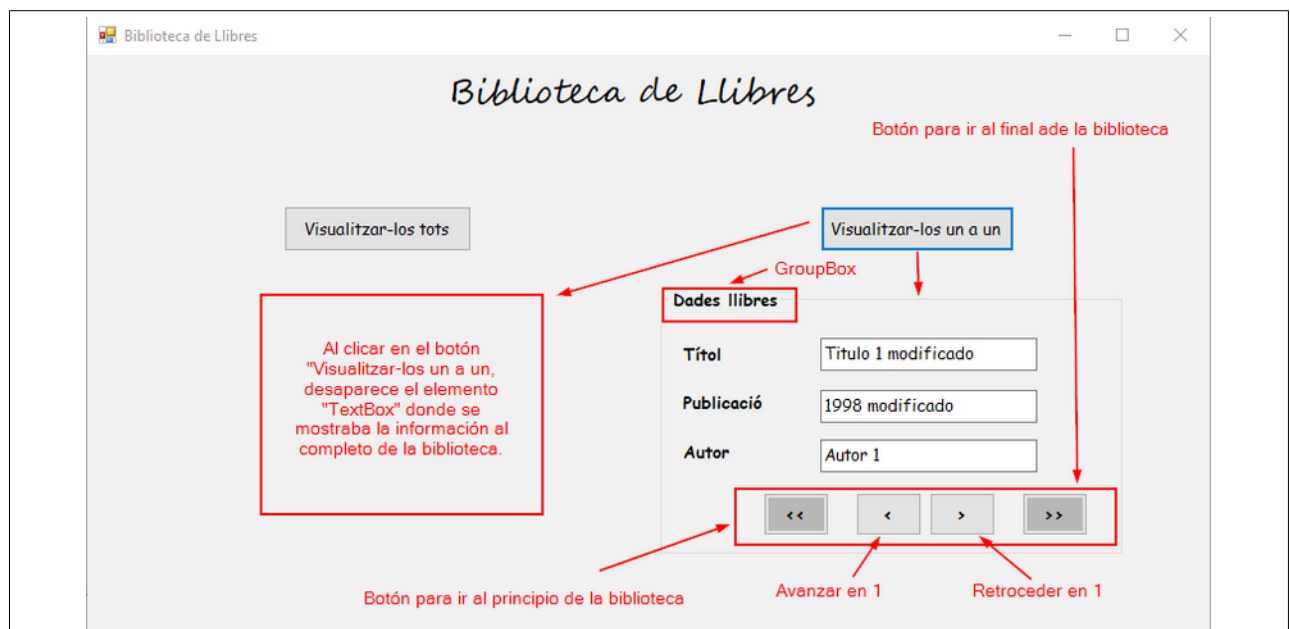 Biblioteca de Llibres
Biblioteca de Llibres
Botón para ir al final ade la biblioteca
Visualitzar-los tots
Visualitzar-los un a un
GroupBox
Dades llibres
Al clicar en el botón
"Visualitzar-los un a un,
desaparece el elemento
"TextBox" donde se
mostraba la información al
completo de la biblioteca.
Títol
Titulo 1 modificado
Publicació
1998 modificado
Autor
Autor 1
<<
<
>
>>
Botón para ir al principio de la biblioteca
Avanzar en 1
Retroceder en 1